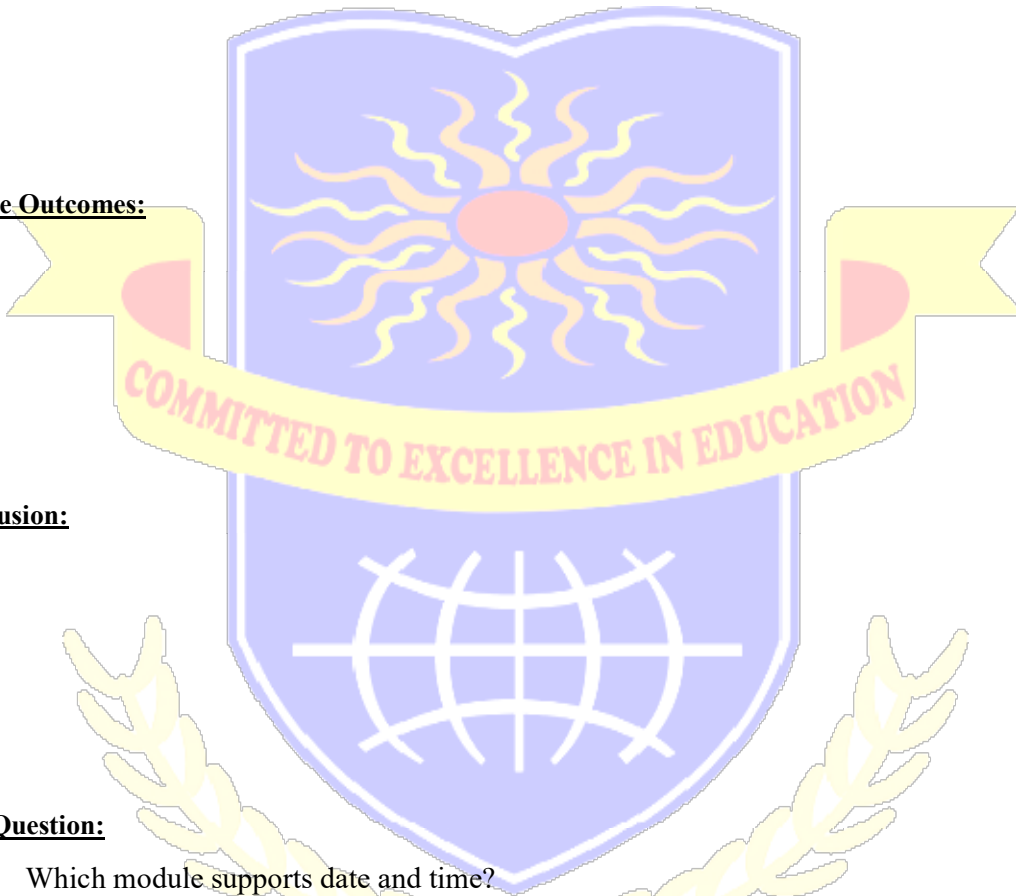 e Outcomes:
COMMITTED TO EXCELLENCE IN EDUCATION
usion:
Question:
Which module supports date and time?